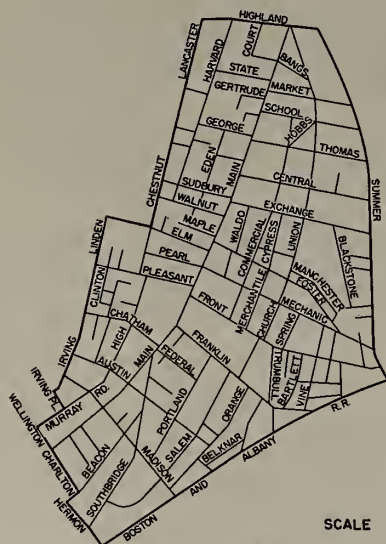 HIGHLAND
LANCASTER
HARVARD
COURT
BANGS
STATE
MARKET
GERTRUDE
SCHOOL
GEORGE
HOBBS
THOMAS
EDEN
MAIN
CENTRAL
CHESTNUT
SUDBURY
SUMMER
WALNUT
EXCHANGE
MAPLE
WALDO
COMMERCIAL
CYPRESS
UNION
BLACKSTONE
LINDEN
ELM
PEARL
MANCHESTER
PLEASANT
FOSTER
CLINTON
FRONT
MERCHANTILE
MECHANIC
CHURCH
SPRING
CHATHAM
HIGH
FRANKLIN
IRVING
MAIN
FEDERAL
AUSTIN
TRUMBULL
BARTLETT
VINE
IRVING PL.
MURRAY
RD.
PORTLAND
ORANGE
R.R.
WELLINGTON
CHARLTON
BEACON
SALEM
BELKNAR
ALBANY
MADISON
HERMON
SOUTHBRIDGE
AND
BOSTON
SCALE